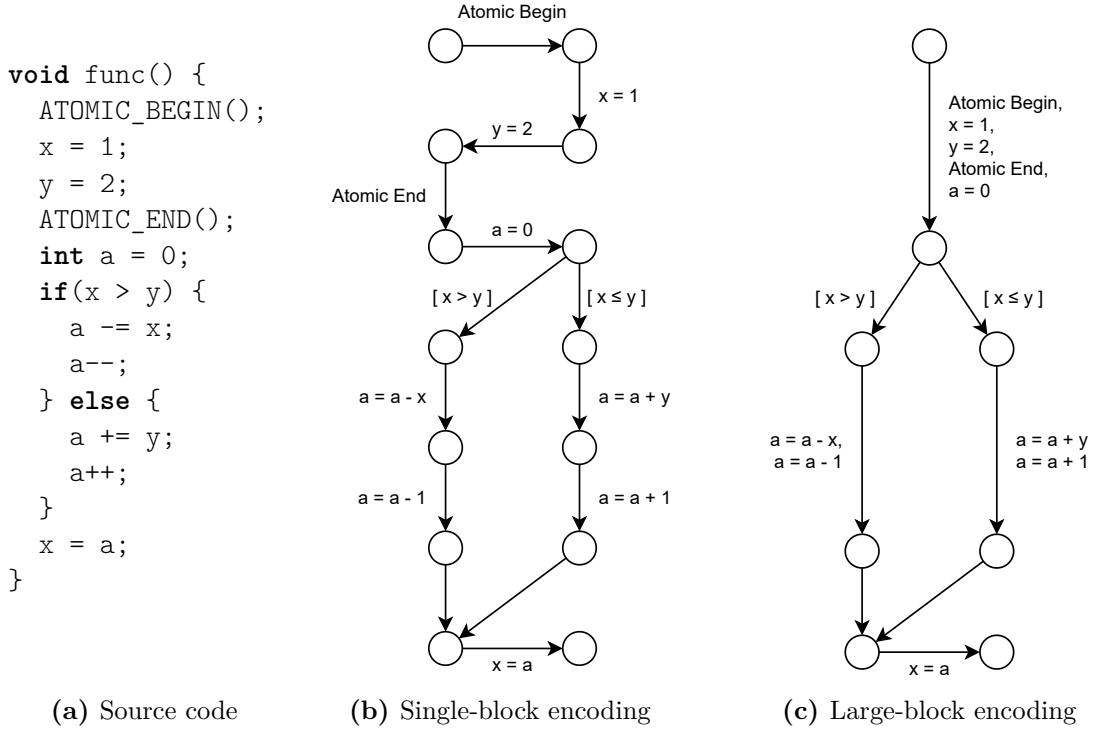 void func() {
ATOMIC_BEGIN();
x = 1;
y = 2;
ATOMIC_END();
int a = 0;
if(x > y) {
a -= x;
a--;
} else {
a += y;
a++;
}
x = a;
}
(a) Source code
Atomic Begin
x = 1
y = 2
Atomic End
a = 0
[ x > y ]
[ x ≤ y ]
a = a - x
a = a + y
a = a - 1
a = a + 1
x = a
(b) Single-block encoding
Atomic Begin,
x = 1,
y = 2,
Atomic End,
a = 0
[ x > y ]
[ x ≤ y ]
a = a - x,
a = a - 1
a = a + y
a = a + 1
x = a
(c) Large-block encoding